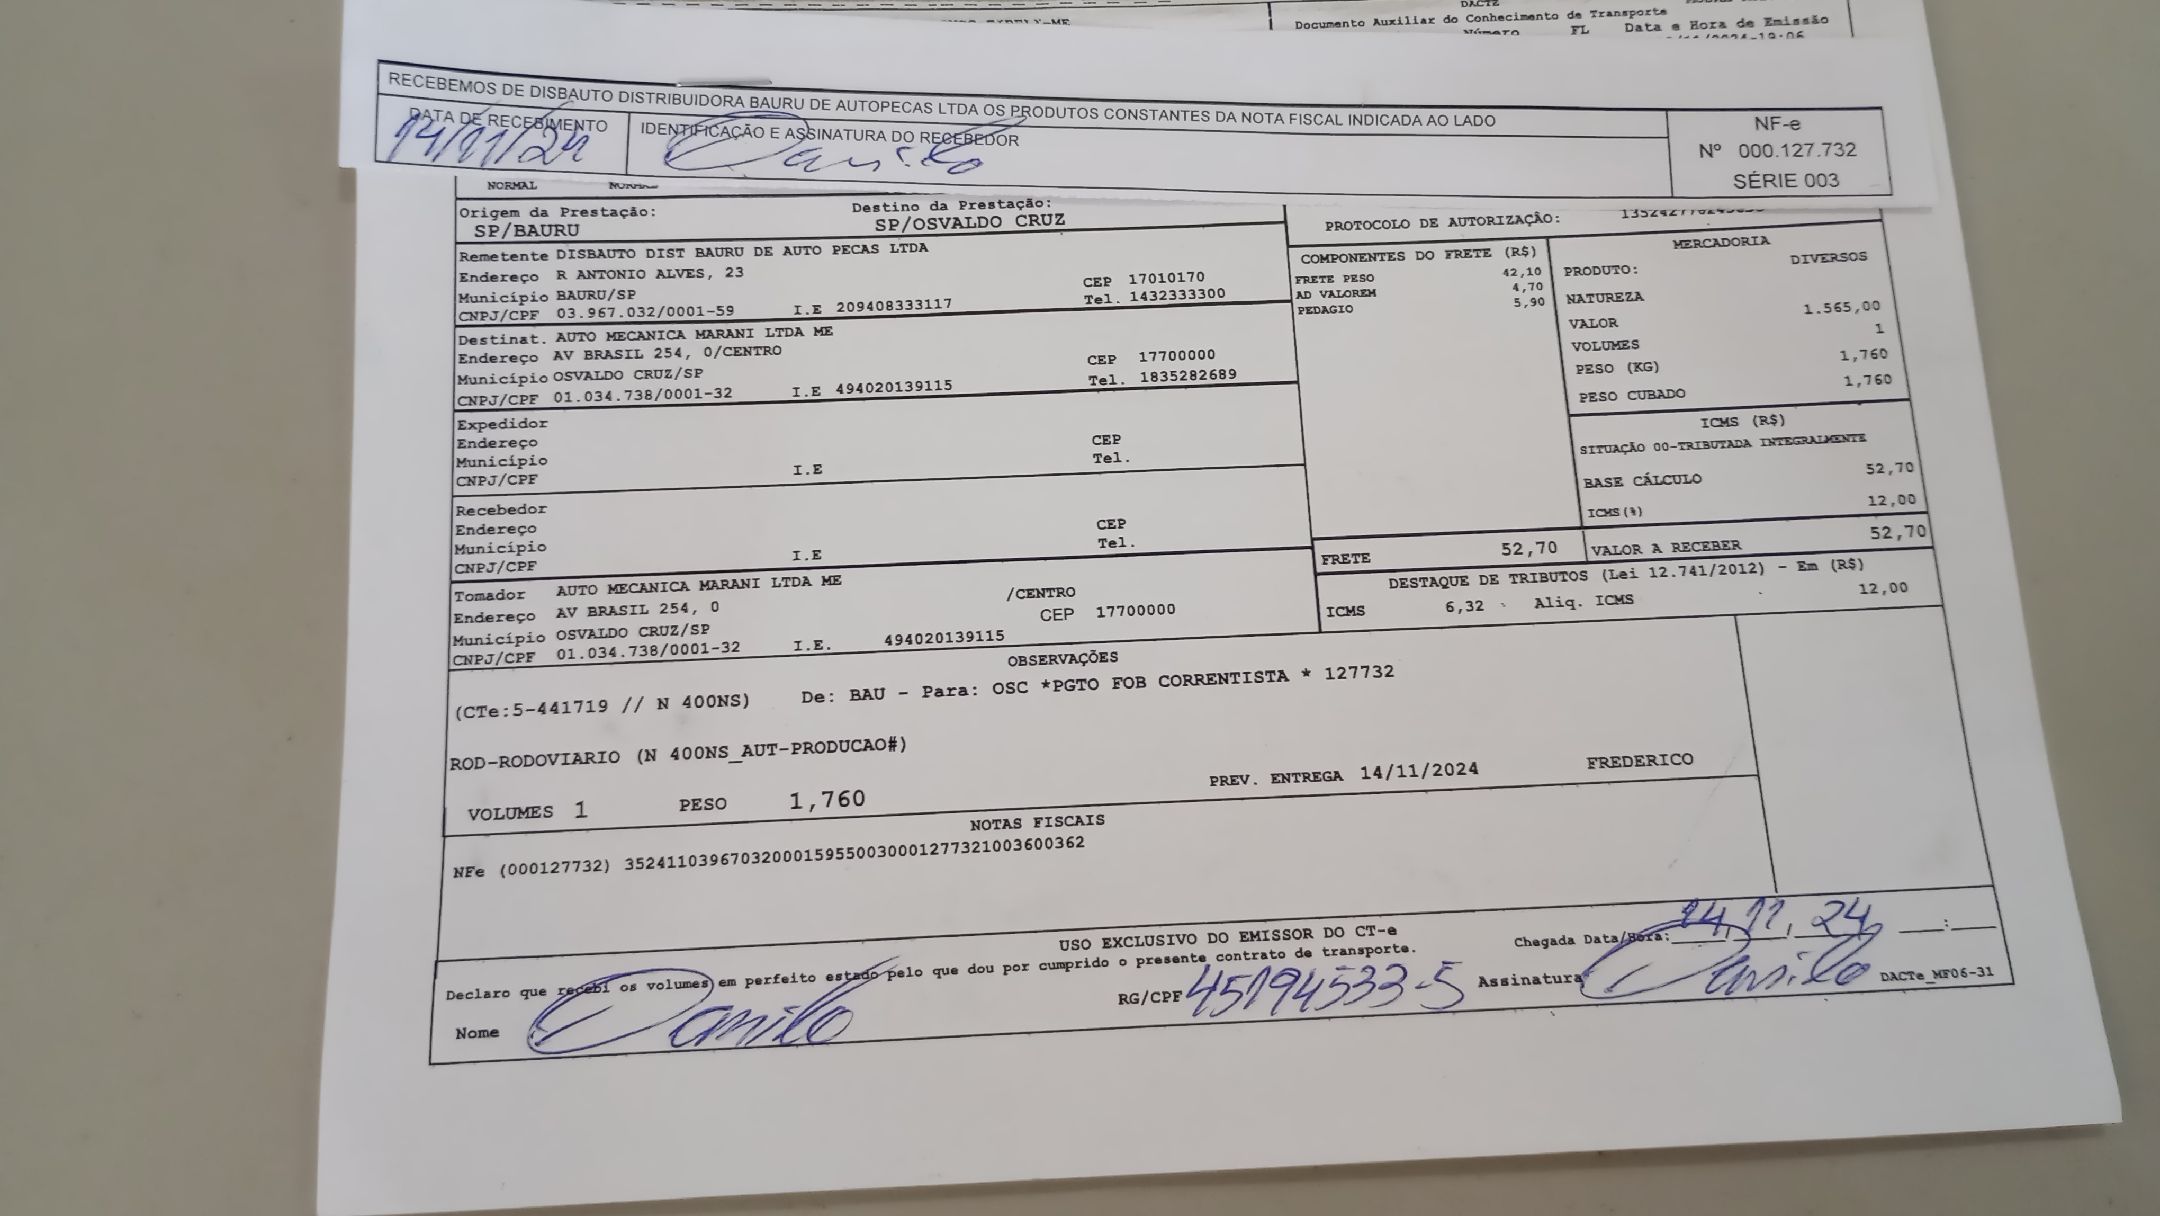 DACTE
Documento Auxiliar do Conhecimento de Transporte
Número FL Data e Hora de Emissão
RECEBEMOS DE DISBAUTO DISTRIBUIDORA BAURU DE AUTOPECAS LTDA OS PRODUTOS CONSTANTES DA NOTA FISCAL INDICADA AO LADO
DATA DE RECEBIMENTO IDENTIFICAÇÃO E ASSINATURA DO RECEBEDOR
14/11/24 Danilo
NF-e
Nº 000.127.732
SÉRIE 003
NORMAL
Origem da Prestação: Destino da Prestação:
SP/BAURU SP/OSVALDO CRUZ
PROTOCOLO DE AUTORIZAÇÃO:
Remetente DISBAUTO DIST BAURU DE AUTO PECAS LTDA
Endereço R ANTONIO ALVES, 23 CEP 17010170
Município BAURU/SP Tel. 1432333300
CNPJ/CPF 03.967.032/0001-59 I.E 209408333117
Destinat. AUTO MECANICA MARANI LTDA ME
Endereço AV BRASIL 254, 0/CENTRO CEP 17700000
Município OSVALDO CRUZ/SP Tel. 1835282689
CNPJ/CPF 01.034.738/0001-32 I.E 494020139115
Expedidor
Endereço CEP
Município Tel.
CNPJ/CPF I.E
Recebedor
Endereço CEP
Município Tel.
CNPJ/CPF I.E
Tomador AUTO MECANICA MARANI LTDA ME
Endereço AV BRASIL 254, 0 /CENTRO
Município OSVALDO CRUZ/SP CEP 17700000
CNPJ/CPF 01.034.738/0001-32 I.E. 494020139115
COMPONENTES DO FRETE (R$)
FRETE PESO 42,10
AD VALOREM 4,70
PEDAGIO 5,90
MERCADORIA
PRODUTO: DIVERSOS
NATUREZA
VALOR 1.565,00
VOLUMES 1
PESO (KG) 1,760
PESO CUBADO 1,760
ICMS (R$)
SITUAÇÃO 00-TRIBUTADA INTEGRALMENTE
BASE CÁLCULO 52,70
ICMS(%) 12,00
FRETE 52,70 VALOR A RECEBER 52,70
DESTAQUE DE TRIBUTOS (Lei 12.741/2012) - Em (R$)
ICMS 6,32 Aliq. ICMS 12,00
OBSERVAÇÕES
(CTe:5-441719 // N 400NS) De: BAU - Para: OSC *PGTO FOB CORRENTISTA * 127732
ROD-RODOVIARIO (N 400NS_AUT-PRODUCAO#)
VOLUMES 1 PESO 1,760 PREV. ENTREGA 14/11/2024 FREDERICO
NOTAS FISCAIS
NFe (000127732) 35241103967032000159550030001277321003600362
USO EXCLUSIVO DO EMISSOR DO CT-e
Declaro que recebi os volumes em perfeito estado pelo que dou por cumprido o presente contrato de transporte.
Chegada Data/Hora: 14, 11, 24 __:__
Nome Danilo RG/CPF 45194533-5 Assinatura Danilo DACTe_MF06-31